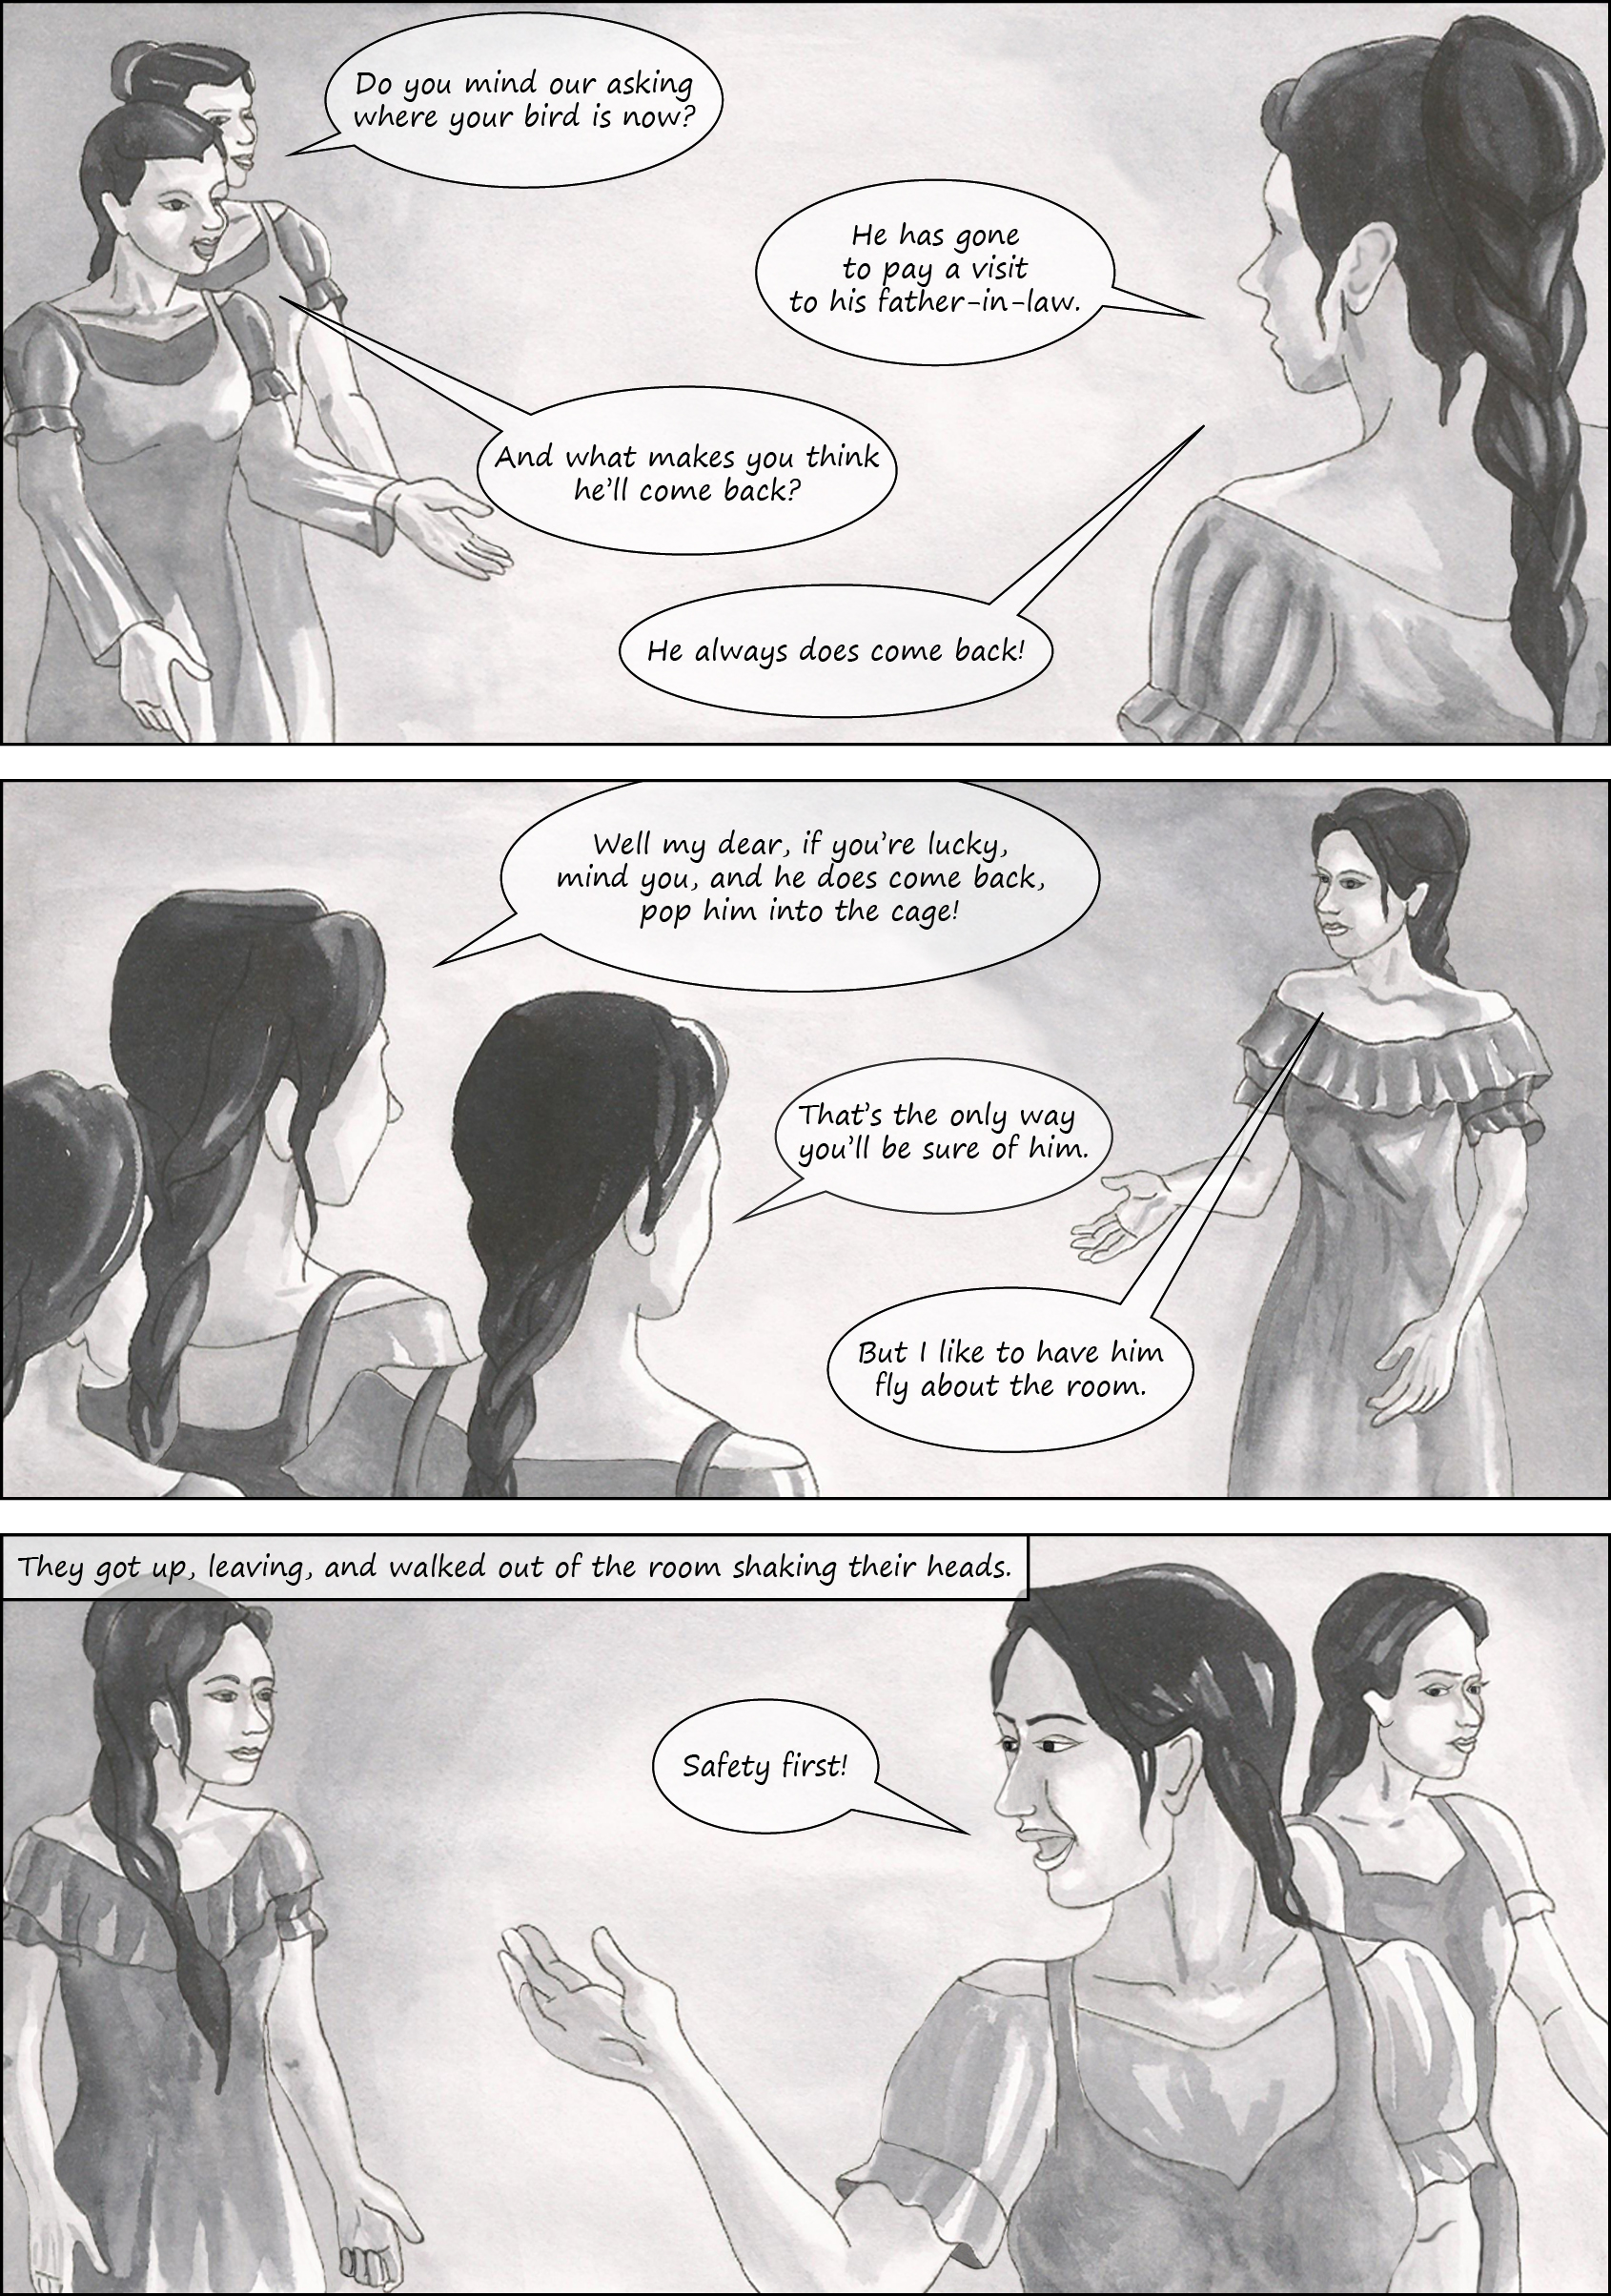 Do you mind our asking
where your bird is now?
He has gone
to pay a visit
to his father-in-law.
And what makes you think
he'll come back?
He always does come back!
Well my dear, if you're lucky,
mind you, and he does come back,
pop him into the cage!
That's the only way
you'll be sure of him.
But I like to have him
fly about the room.
They got up, leaving, and walked out of the room shaking their heads.
Safety first!